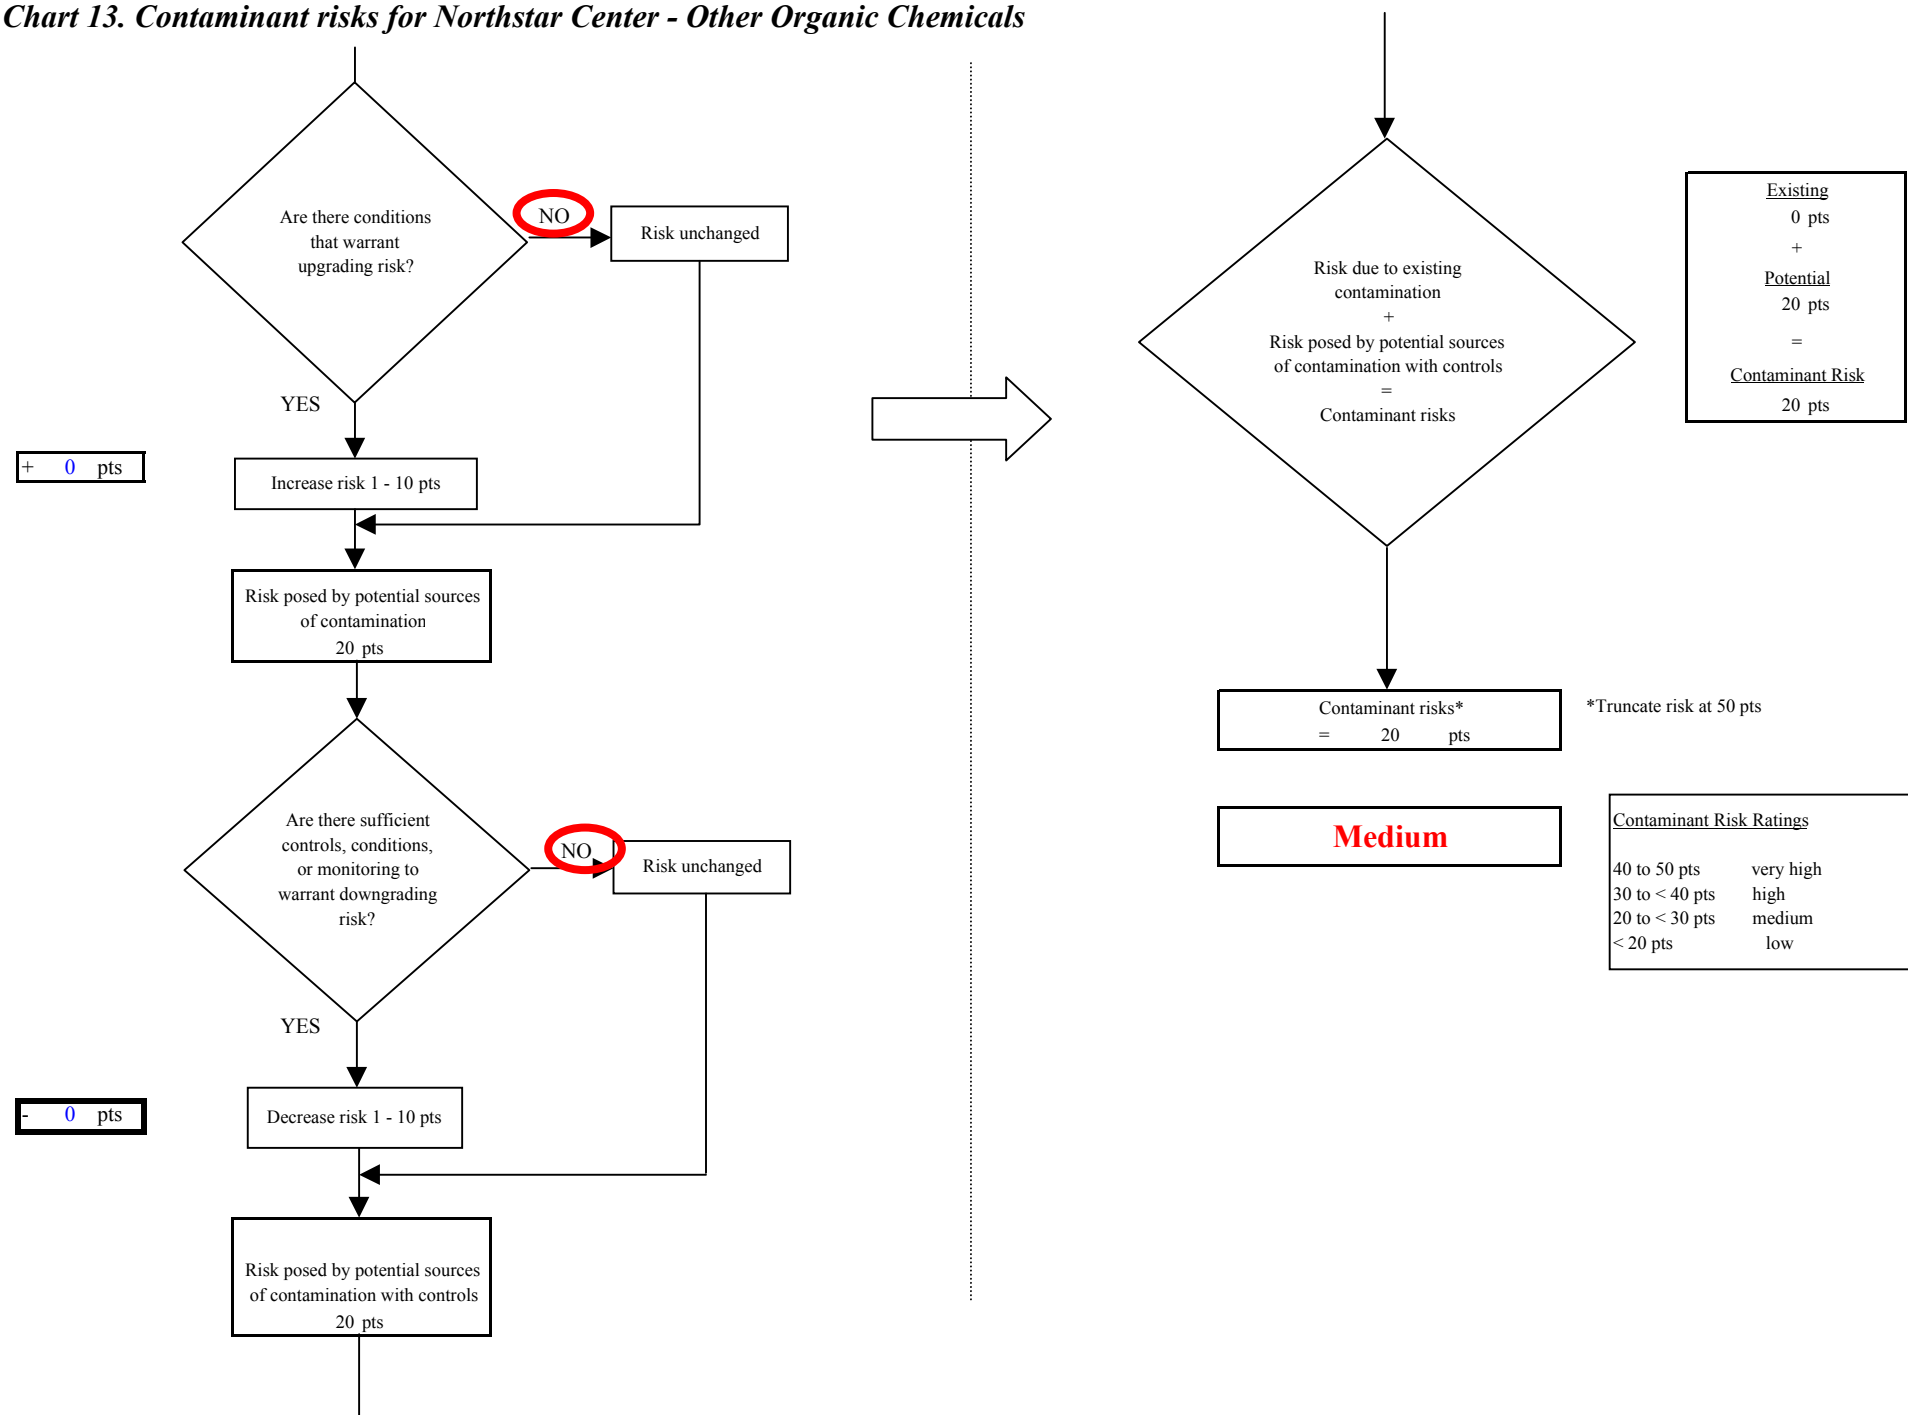 Chart 13. Contaminant risks for Northstar Center - Other Organic Chemicals
Are there conditions
that warrant
upgrading risk?
NO
Risk unchanged
YES
+ 0 pts
Increase risk 1 - 10 pts
Risk posed by potential sources
of contamination
20 pts
Are there sufficient
controls, conditions,
or monitoring to
warrant downgrading
risk?
NO
Risk unchanged
YES
- 0 pts
Decrease risk 1 - 10 pts
Risk posed by potential sources
of contamination with controls
20 pts
Risk due to existing
contamination
+
Risk posed by potential sources
of contamination with controls
=
Contaminant risks
Existing
0 pts
+
Potential
20 pts
=
Contaminant Risk
20 pts
Contaminant risks*
= 20 pts
*Truncate risk at 50 pts
Medium
Contaminant Risk Ratings
40 to 50 pts very high
30 to < 40 pts high
20 to < 30 pts medium
< 20 pts low